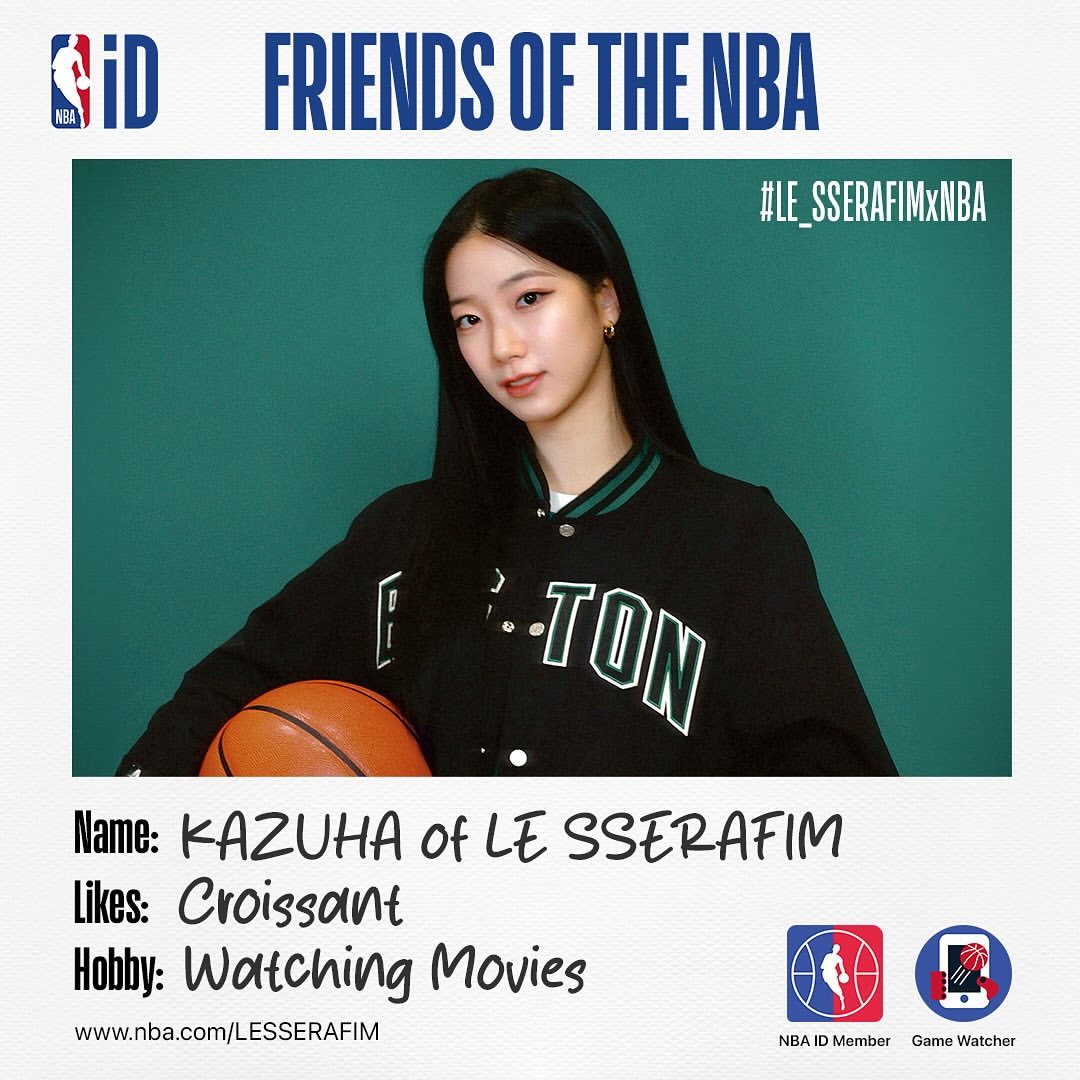 NBA iD
FRIENDS OF THE NBA
#LE_SSERAFIMxNBA
TON
Name: KAZUHA of LE SSERAFIM
Likes: Croissant
Hobby: Watching Movies
www.nba.com/LESSERAFIM
NBA ID Member
Game Watcher